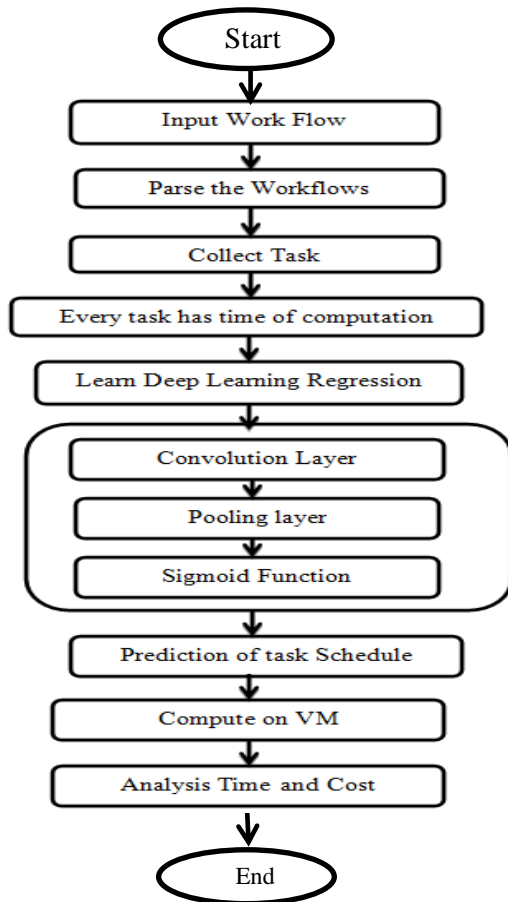 Start
Input Work Flow
Parse the Workflows
Collect Task
Every task has time of computation
Learn Deep Learning Regression
Convolution Layer
Pooling layer
Sigmoid Function
Prediction of task Schedule
Compute on VM
Analysis Time and Cost
End